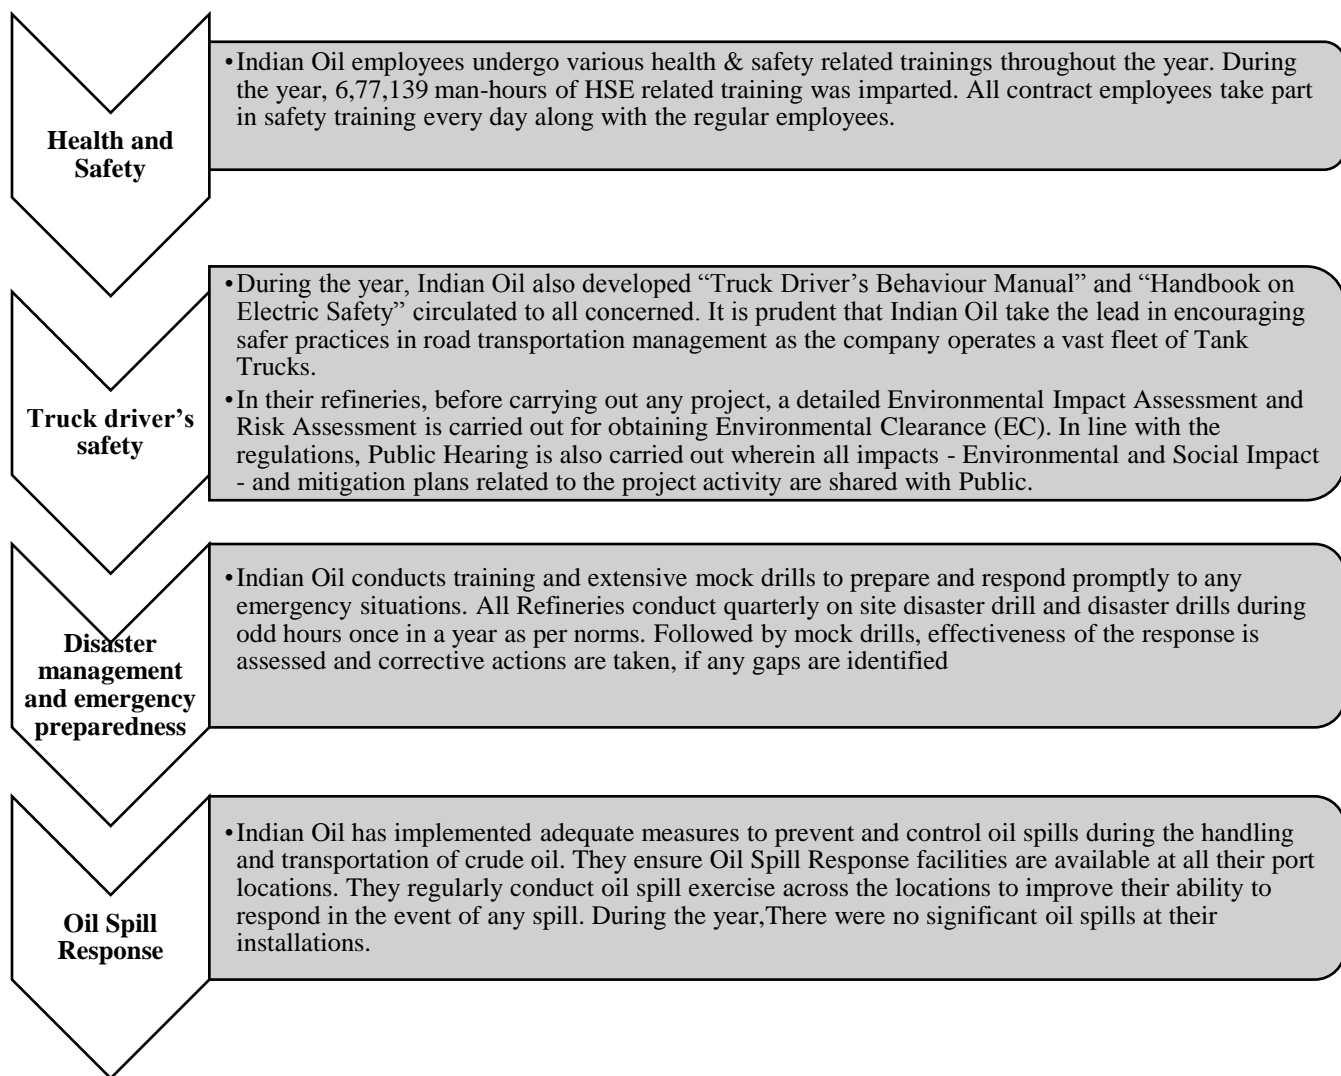 Health and
Safety
•Indian Oil employees undergo various health & safety related trainings throughout the year. During
the year, 6,77,139 man-hours of HSE related training was imparted. All contract employees take part
in safety training every day along with the regular employees.
Truck driver’s
safety
•During the year, Indian Oil also developed “Truck Driver’s Behaviour Manual” and “Handbook on
Electric Safety” circulated to all concerned. It is prudent that Indian Oil take the lead in encouraging
safer practices in road transportation management as the company operates a vast fleet of Tank
Trucks.
•In their refineries, before carrying out any project, a detailed Environmental Impact Assessment and
Risk Assessment is carried out for obtaining Environmental Clearance (EC). In line with the
regulations, Public Hearing is also carried out wherein all impacts - Environmental and Social Impact
- and mitigation plans related to the project activity are shared with Public.
Disaster
management
and emergency
preparedness
•Indian Oil conducts training and extensive mock drills to prepare and respond promptly to any
emergency situations. All Refineries conduct quarterly on site disaster drill and disaster drills during
odd hours once in a year as per norms. Followed by mock drills, effectiveness of the response is
assessed and corrective actions are taken, if any gaps are identified
Oil Spill
Response
•Indian Oil has implemented adequate measures to prevent and control oil spills during the handling
and transportation of crude oil. They ensure Oil Spill Response facilities are available at all their port
locations. They regularly conduct oil spill exercise across the locations to improve their ability to
respond in the event of any spill. During the year,There were no significant oil spills at their
installations.